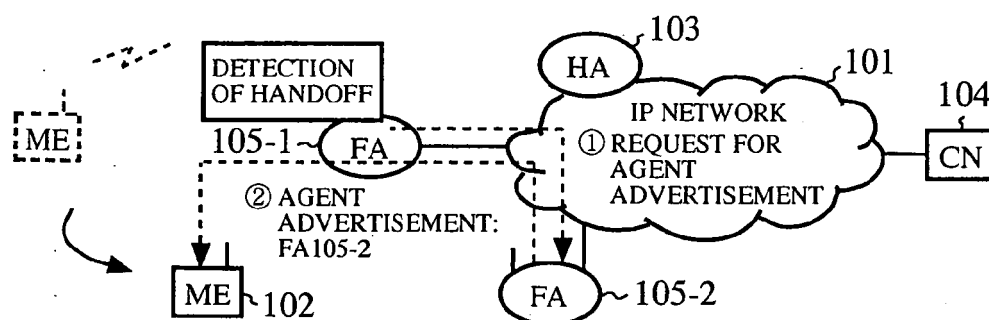 103
DETECTION
OF HANDOFF
HA
101
IP NETWORK
104
ME
105-1
FA
① REQUEST FOR
AGENT
ADVERTISEMENT
CN
② AGENT
ADVERTISEMENT:
FA105-2
ME
102
FA
105-2